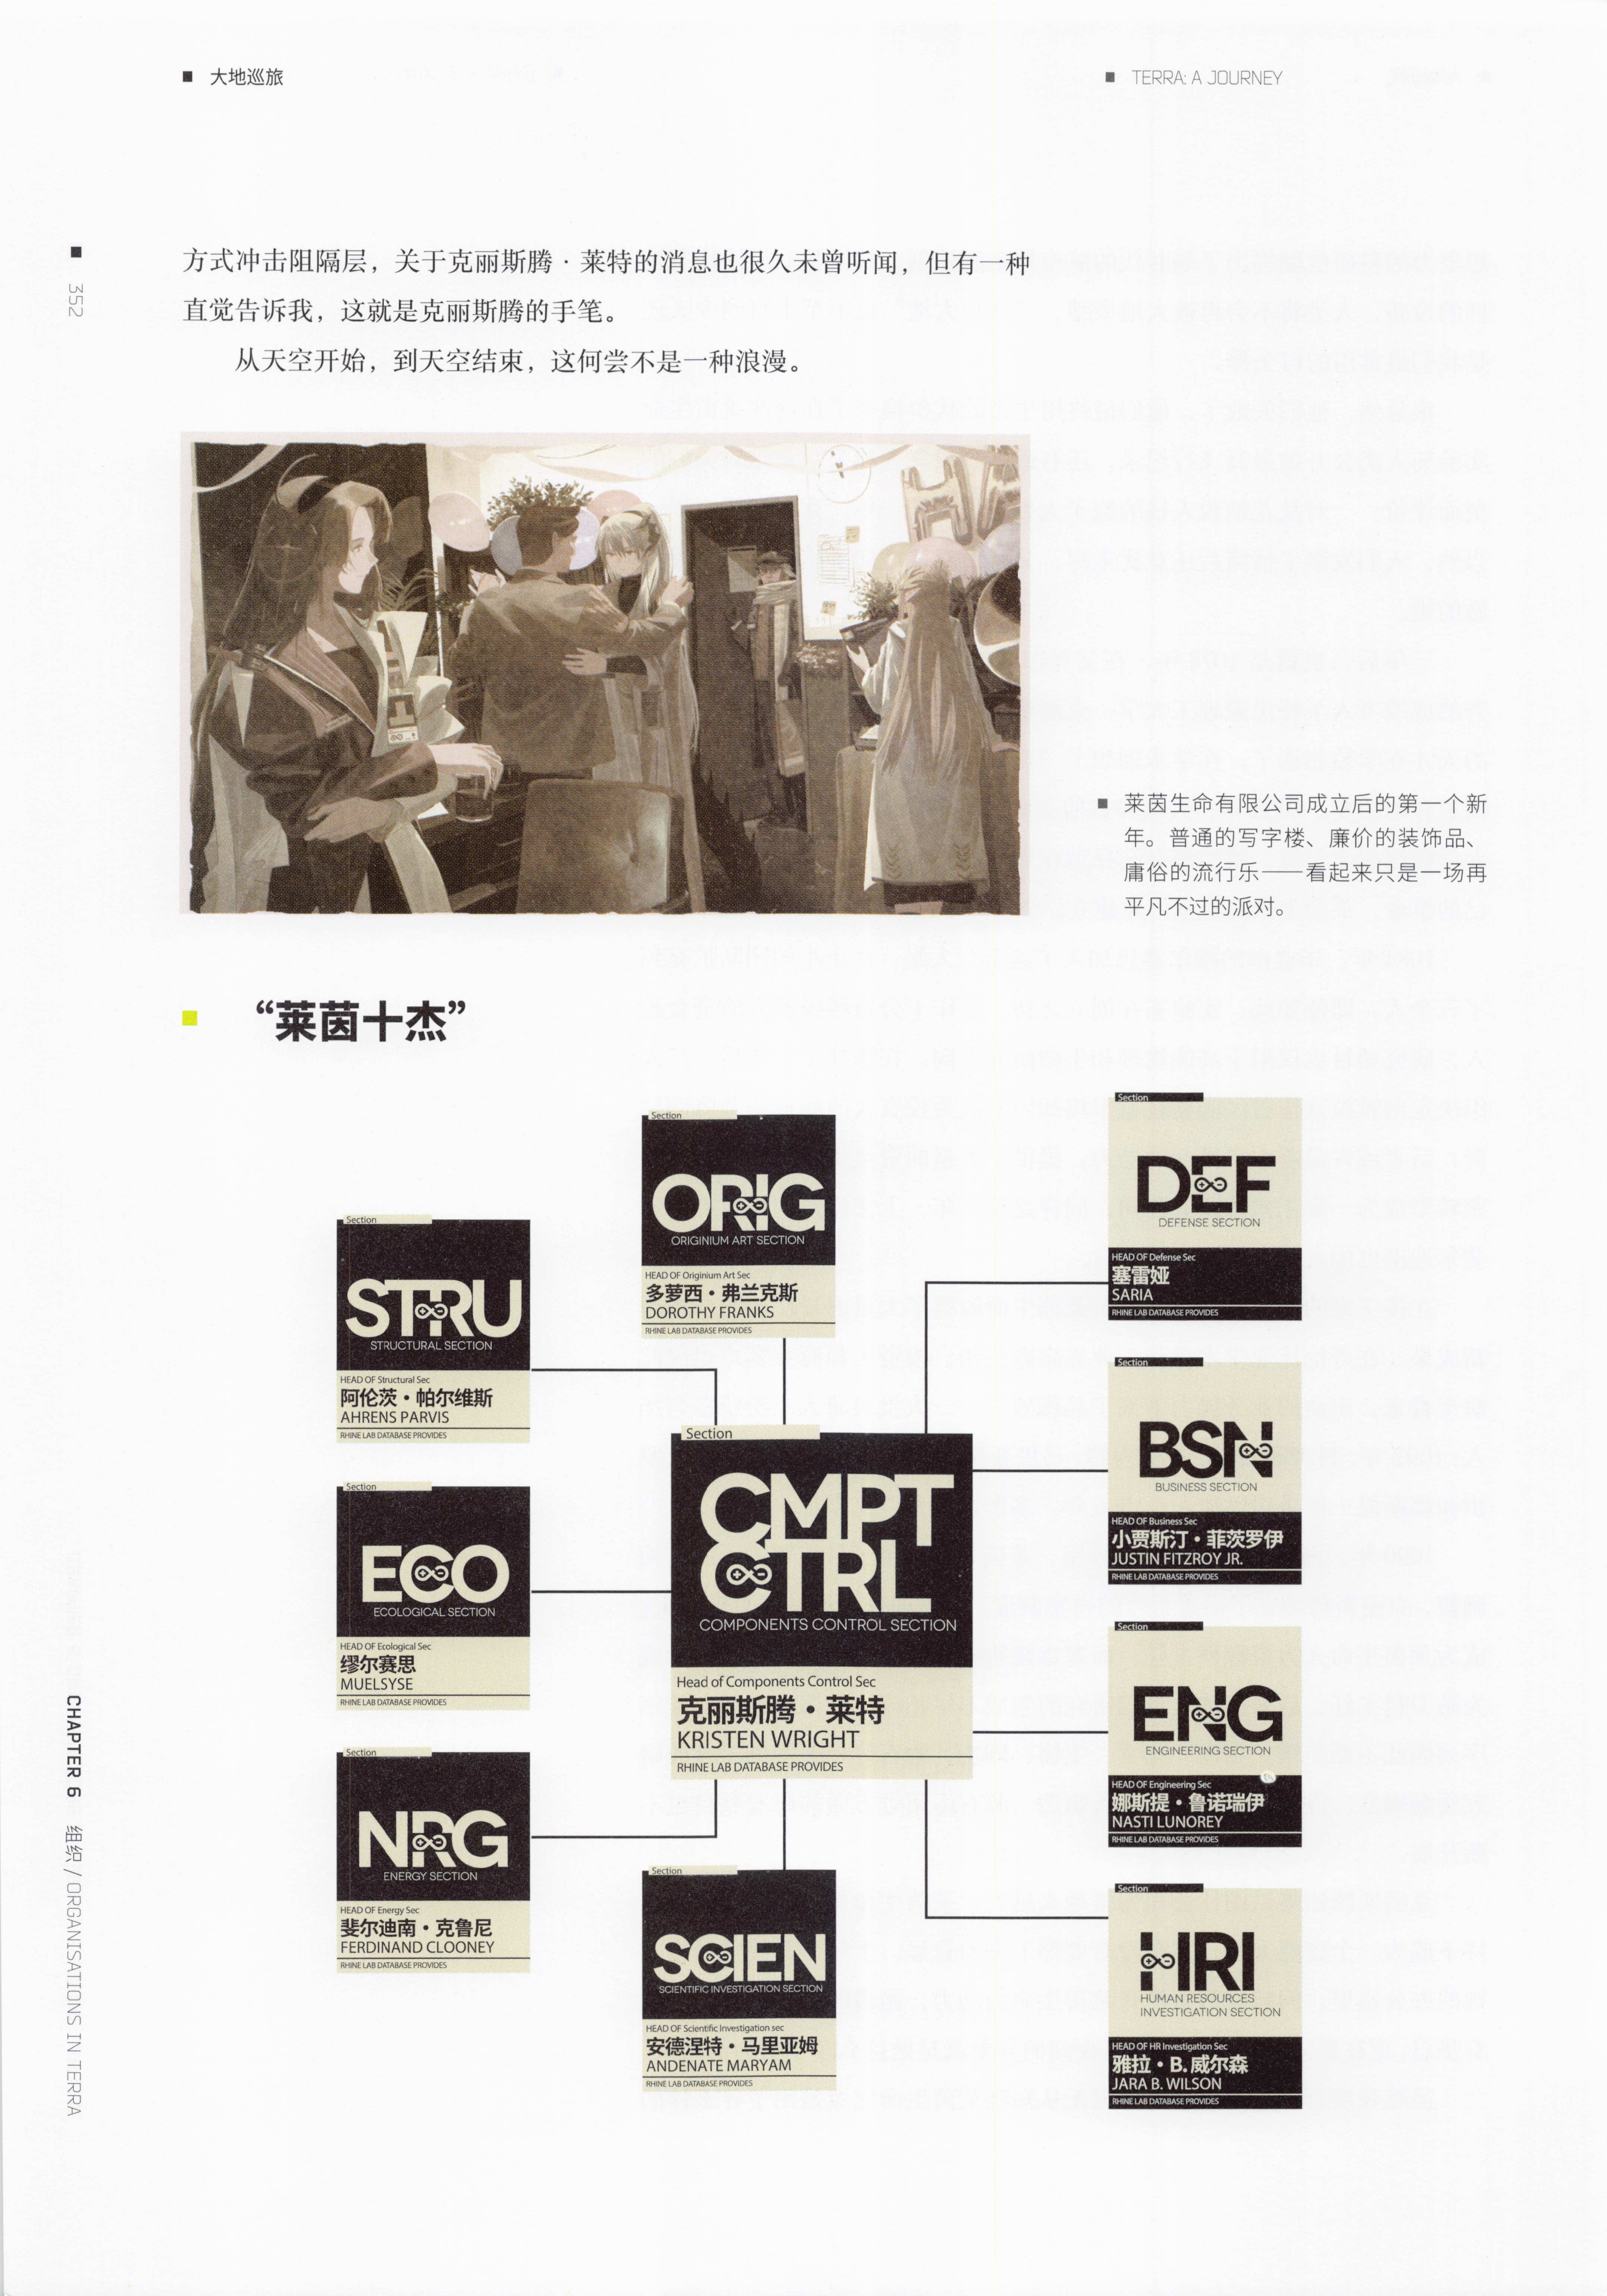 大地巡旅
TERRA: A JOURNEY
352
方式冲击阻隔层，关于克丽斯腾·莱特的消息也很久未曾听闻，但有一种
直觉告诉我，这就是克丽斯腾的手笔。
从天空开始，到天空结束，这何尝不是一种浪漫。
莱茵生命有限公司成立后的第一个新
年。普通的写字楼、廉价的装饰品、
庸俗的流行乐——看起来只是一场再
平凡不过的派对。
“莱茵十杰”
Section
STRU
STRUCTURAL SECTION
HEAD OF Structural Sec
阿伦茨·帕尔维斯
AHRENS PARVIS
RHINE LAB DATABASE PROVIDES
Section
ECO
ECOLOGICAL SECTION
HEAD OF Ecological Sec
缪尔赛思
MUELSYSE
RHINE LAB DATABASE PROVIDES
Section
NRG
ENERGY SECTION
HEAD OF Energy Sec
斐尔迪南·克鲁尼
FERDINAND CLOONEY
RHINE LAB DATABASE PROVIDES
Section
ORIG
ORIGINIUM ART SECTION
HEAD OF Originium Art Sec
多萝西·弗兰克斯
DOROTHY FRANKS
RHINE LAB DATABASE PROVIDES
Section
CMPT
CTRL
COMPONENTS CONTROL SECTION
Head of Components Control Sec
克丽斯腾·莱特
KRISTEN WRIGHT
RHINE LAB DATABASE PROVIDES
Section
SCIEN
SCIENTIFIC INVESTIGATION SECTION
HEAD OF Scientific Investigation sec
安德涅特·马里亚姆
ANDENATE MARYAM
RHINE LAB DATABASE PROVIDES
Section
DEF
DEFENSE SECTION
HEAD OF Defense Sec
塞雷娅
SARIA
RHINE LAB DATABASE PROVIDES
Section
BSN
BUSINESS SECTION
HEAD OF Business Sec
小贾斯汀·菲茨罗伊
JUSTIN FITZROY JR.
RHINE LAB DATABASE PROVIDES
Section
ENG
ENGINEERING SECTION
HEAD OF Engineering Sec
娜斯提·鲁诺瑞伊
NASTI LUNOREY
RHINE LAB DATABASE PROVIDES
Section
HRI
HUMAN RESOURCES
INVESTIGATION SECTION
HEAD OF HR Investigation Sec
雅拉·B.威尔森
JARA B. WILSON
RHINE LAB DATABASE PROVIDES
CHAPTER 6 组织 / ORGANISATIONS IN TERRA